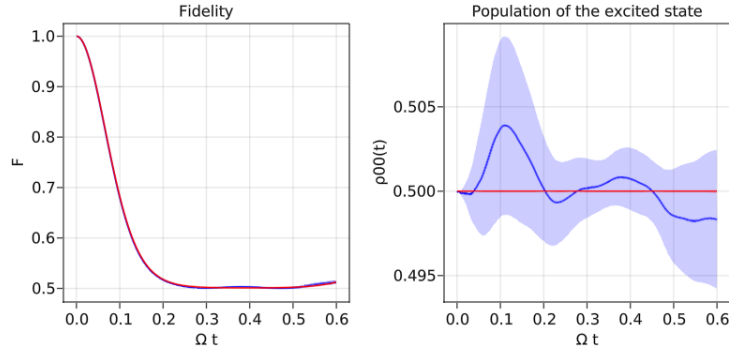 Fidelity
F
1.0
0.9
0.8
0.7
0.6
0.5
0.0 0.1 0.2 0.3 0.4 0.5 0.6
Ω t
Population of the excited state
ρ00(t)
0.505
0.500
0.495
0.0 0.1 0.2 0.3 0.4 0.5 0.6
Ω t